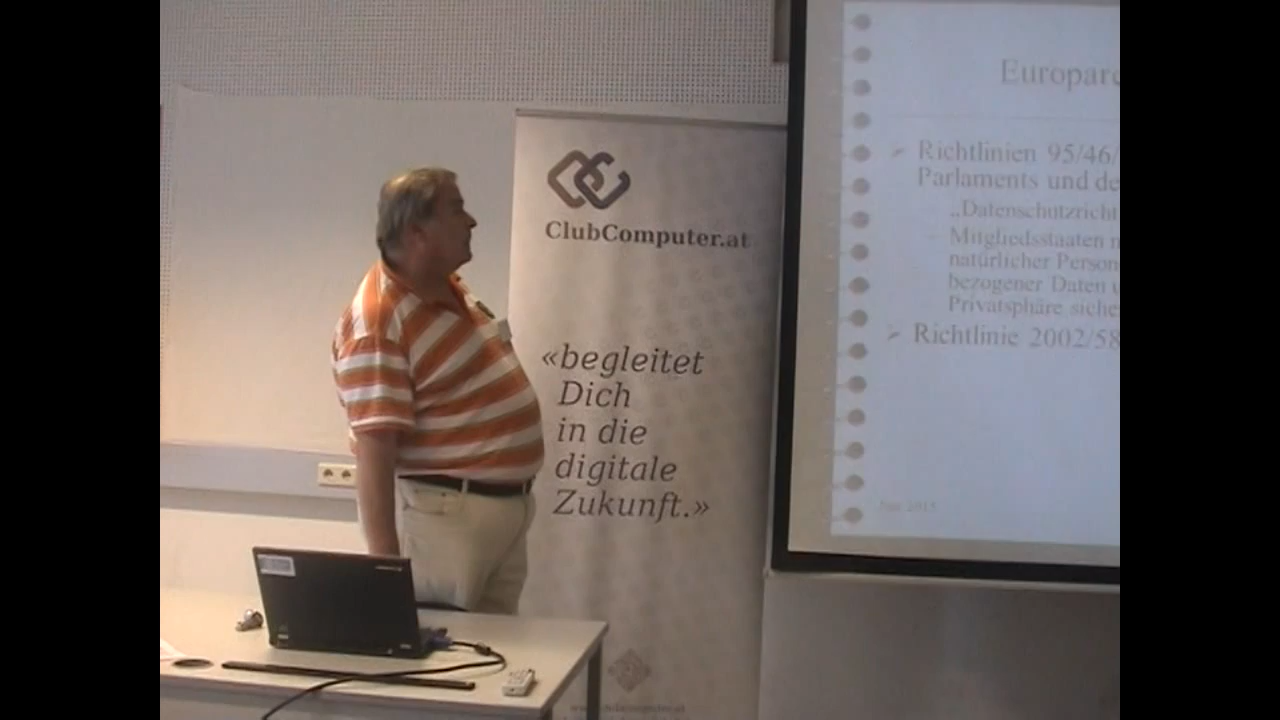 ClubComputer.at
«begleitet
Dich
in die
digitale
Zukunft.»
Europar
Richtlinien 95/46/
Parlaments und de
„Datenschutzricht
Mitgliedsstaaten
natürlicher Person
bezogener Daten u
Privatsphäre siche
Richtlinie 2002/58
2015